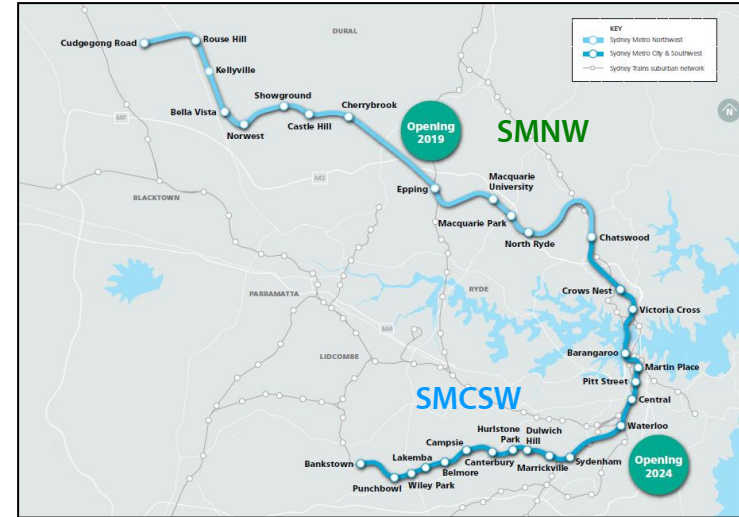 DURAL
KEY
Sydney Metro Northwest
Sydney Metro City & Southwest
Sydney Trains suburban network
N
Cudgegong Road
Rouse Hill
Kellyville
Showground
Bella Vista
Norwest
Castle Hill
Cherrybrook
Opening
2019
SMNW
M7
M2
Epping
Macquarie
University
Macquarie Park
North Ryde
Chatswood
BLACKTOWN
Crows Nest
Victoria Cross
PARRAMATTA
RYDE
M4
LIDCOMBE
Barangaroo
Martin Place
Pitt Street
Central
Waterloo
SMCSW
Hurlstone
Park
Dulwich
Hill
Campsie
Lakemba
Bankstown
Punchbowl
Wiley Park
Belmore
Canterbury
Marrickville
Sydenham
Opening
2024